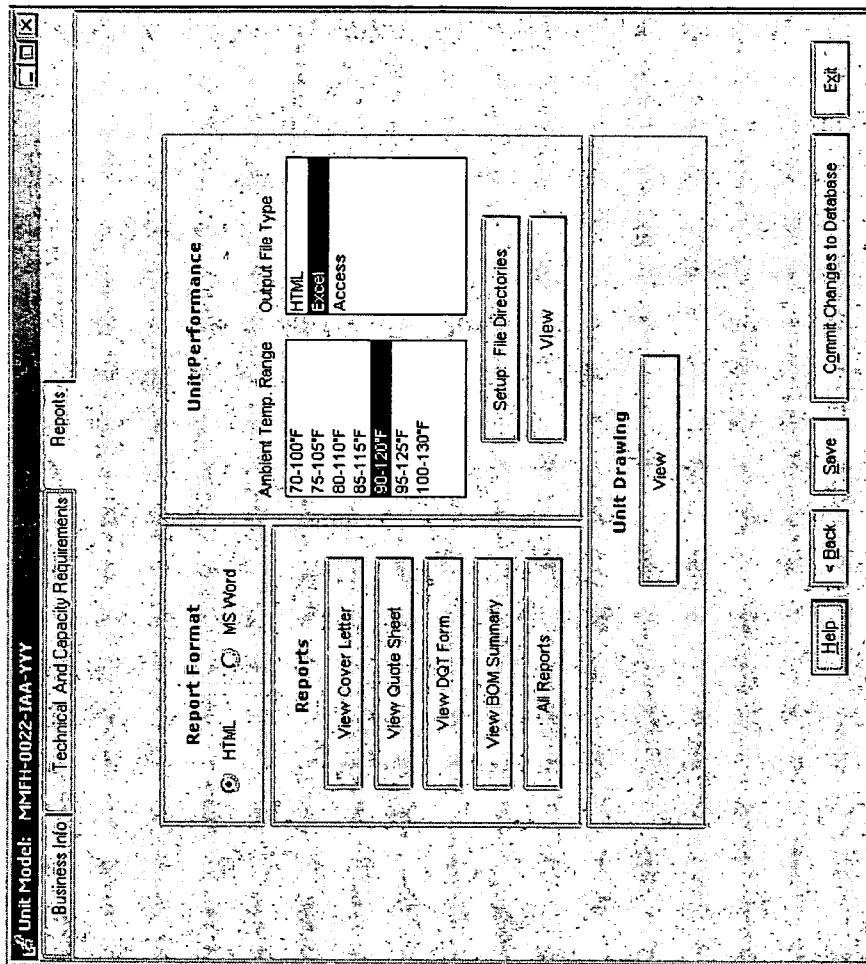 Unit Model: MMFH-0022-IAA-YYY
Business Info
Technical And Capacity Requirements
Reports
Report Format
HTML
MS Word
Reports
View Cover Letter
View Quote Sheet
View DQT Form
View BOM Summary
All Reports
Unit Performance
Ambient Temp. Range
70-100°F
75-105°F
80-110°F
85-115°F
90-120°F
95-125°F
100-130°F
Output File Type
HTML
Excel
Access
Setup: File Directories
View
Unit Drawing
View
Help
< Back
Save
Commit Changes to Database
Exit